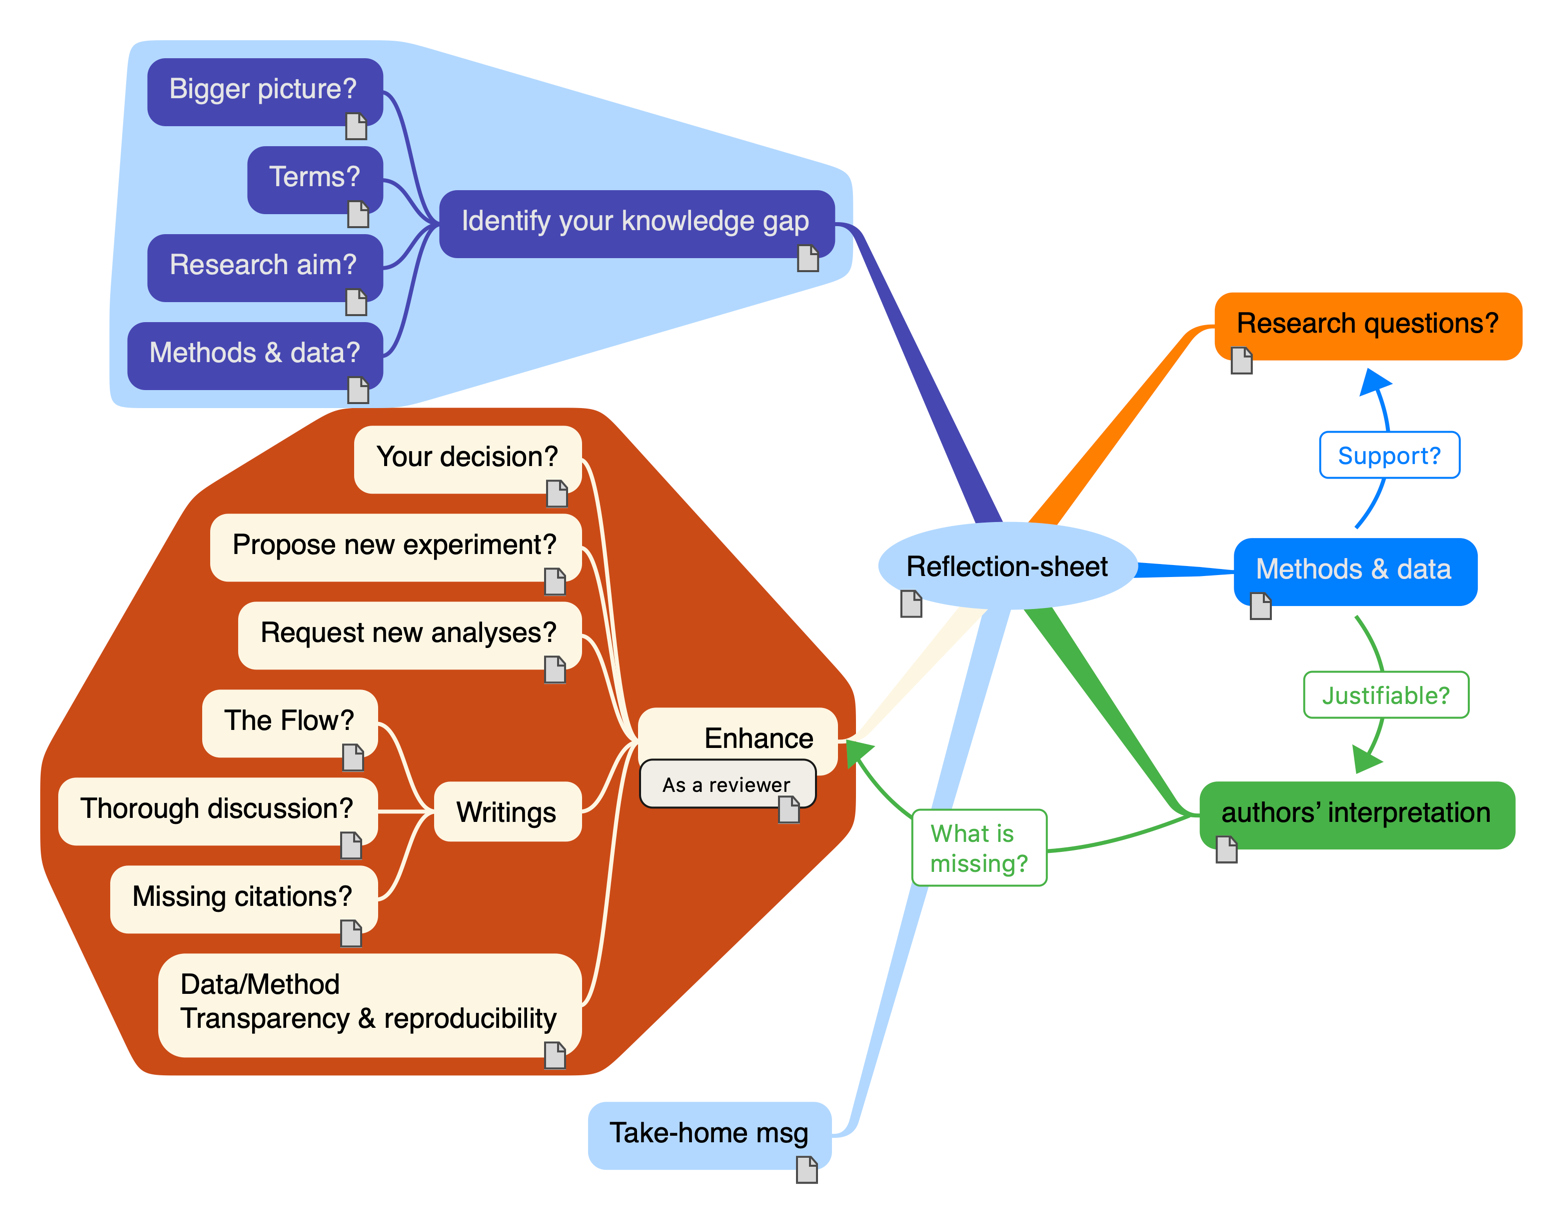 Bigger picture?
Terms?
Identify your knowledge gap
Research aim?
Methods & data?
Research questions?
Support?
Reflection-sheet
Methods & data
Justifiable?
authors’ interpretation
What is
missing?
Your decision?
Propose new experiment?
Request new analyses?
Enhance
As a reviewer
The Flow?
Thorough discussion?
Writings
Missing citations?
Data/Method
Transparency & reproducibility
Take-home msg